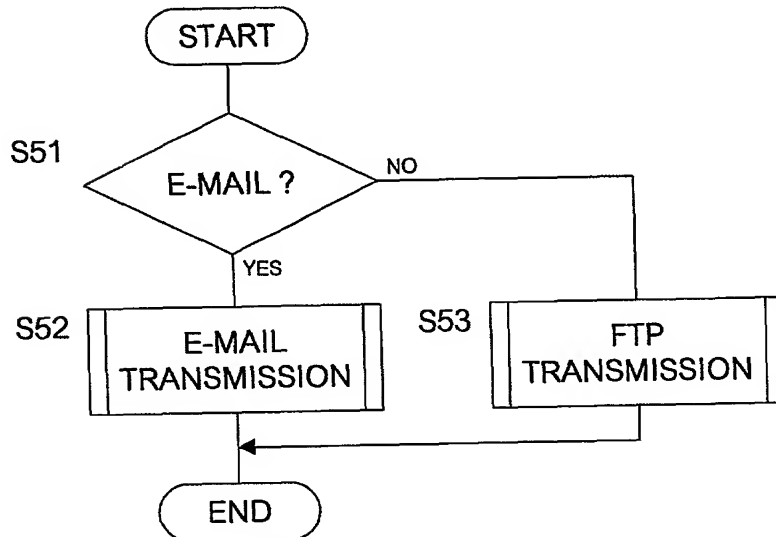 START
S51
E-MAIL ?
NO
YES
S52
E-MAIL
TRANSMISSION
S53
FTP
TRANSMISSION
END